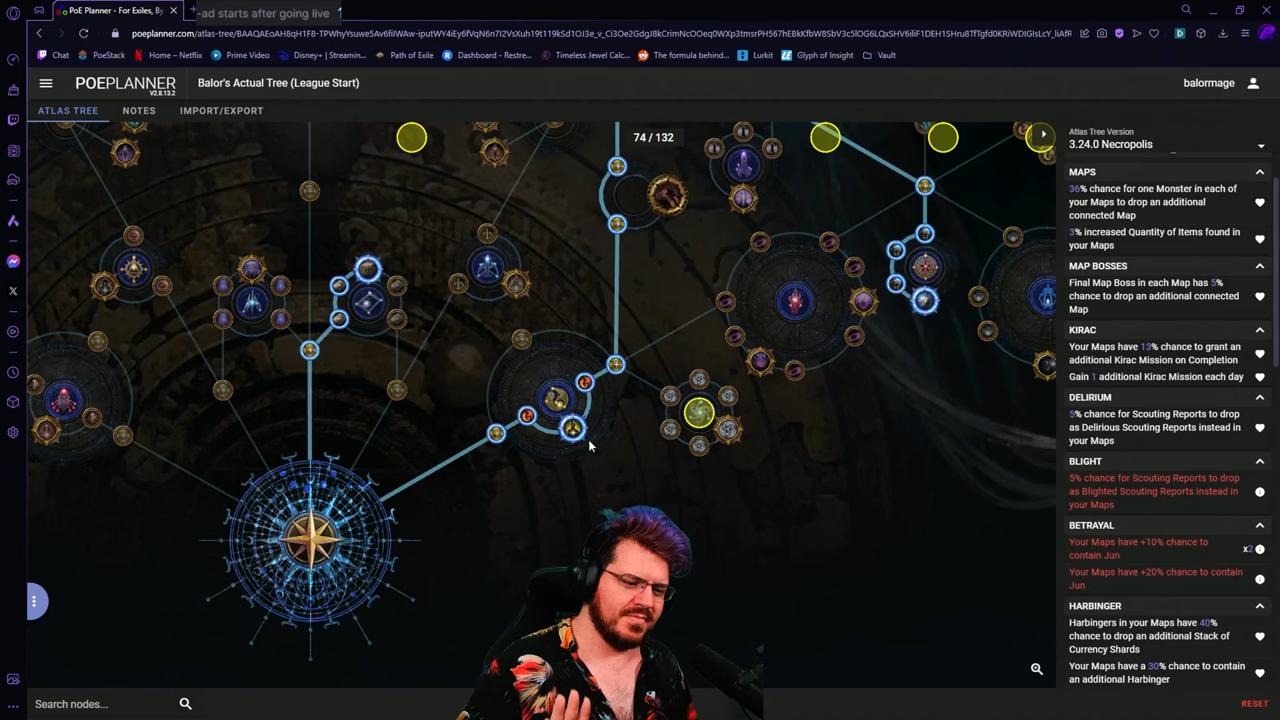 PoE Planner - For Exiles, By
-ad starts after going live
poeplanner.com/atlas-tree/
Chat
PoeStack
Home – Netflix
Prime Video
Disney+ | Streamin...
Path of Exile
Dashboard - Restre...
Timeless Jewel Calc...
The formula behind...
Lurkit
Glyph of Insight
Vault
POEPLANNER
V2.8.13.2
Balor's Actual Tree (League Start)
balormage
ATLAS TREE
NOTES
IMPORT/EXPORT
74 / 132
Atlas Tree Version
3.24.0 Necropolis
MAPS
36% chance for one Monster in each of
your Maps to drop an additional
connected Map
3% increased Quantity of Items found in
your Maps
MAP BOSSES
Final Map Boss in each Map has 5%
chance to drop an additional connected
Map
KIRAC
Your Maps have 13% chance to grant an
additional Kirac Mission on Completion
Gain 1 additional Kirac Mission each day
DELIRIUM
5% chance for Scouting Reports to drop
as Delirious Scouting Reports instead in
your Maps
BLIGHT
5% chance for Scouting Reports to drop
as Blighted Scouting Reports instead in
your Maps
BETRAYAL
Your Maps have +10% chance to
contain Jun
x2
Your Maps have +20% chance to contain
Jun
HARBINGER
Harbingers in your Maps have 40%
chance to drop an additional Stack of
Currency Shards
Your Maps have a 30% chance to contain
an additional Harbinger
Search nodes...
RESET